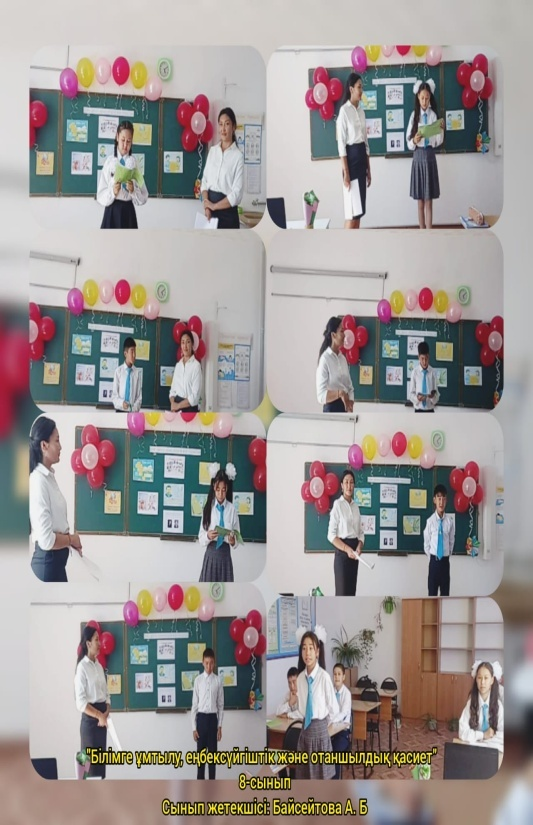 "Білімге ұмтылу, еңбексүйгіштік және отаншылдық қасиет"
8-сынып
Сынып жетекшісі: Байсейтова А. Б